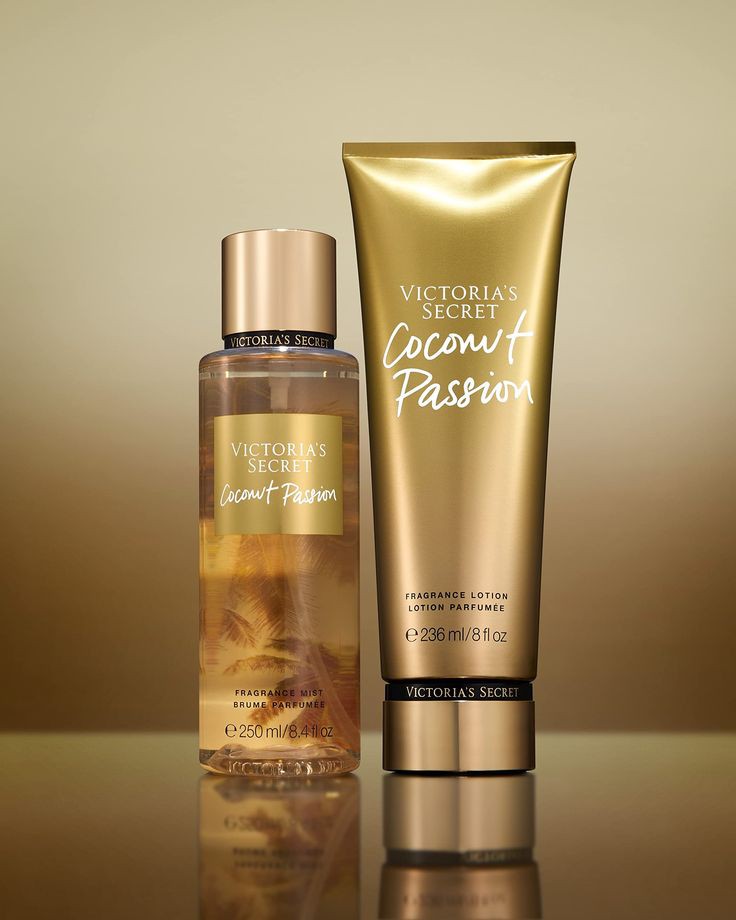 VICTORIA'S SECRET
VICTORIA'S
SECRET
Coconut Passion
FRAGRANCE MIST
BRUME PARFUMÉE
℮ 250 ml/8.4 fl oz
VICTORIA'S
SECRET
Coconut
Passion
FRAGRANCE LOTION
LOTION PARFUMÉE
℮ 236 ml/8 fl oz
VICTORIA'S SECRET